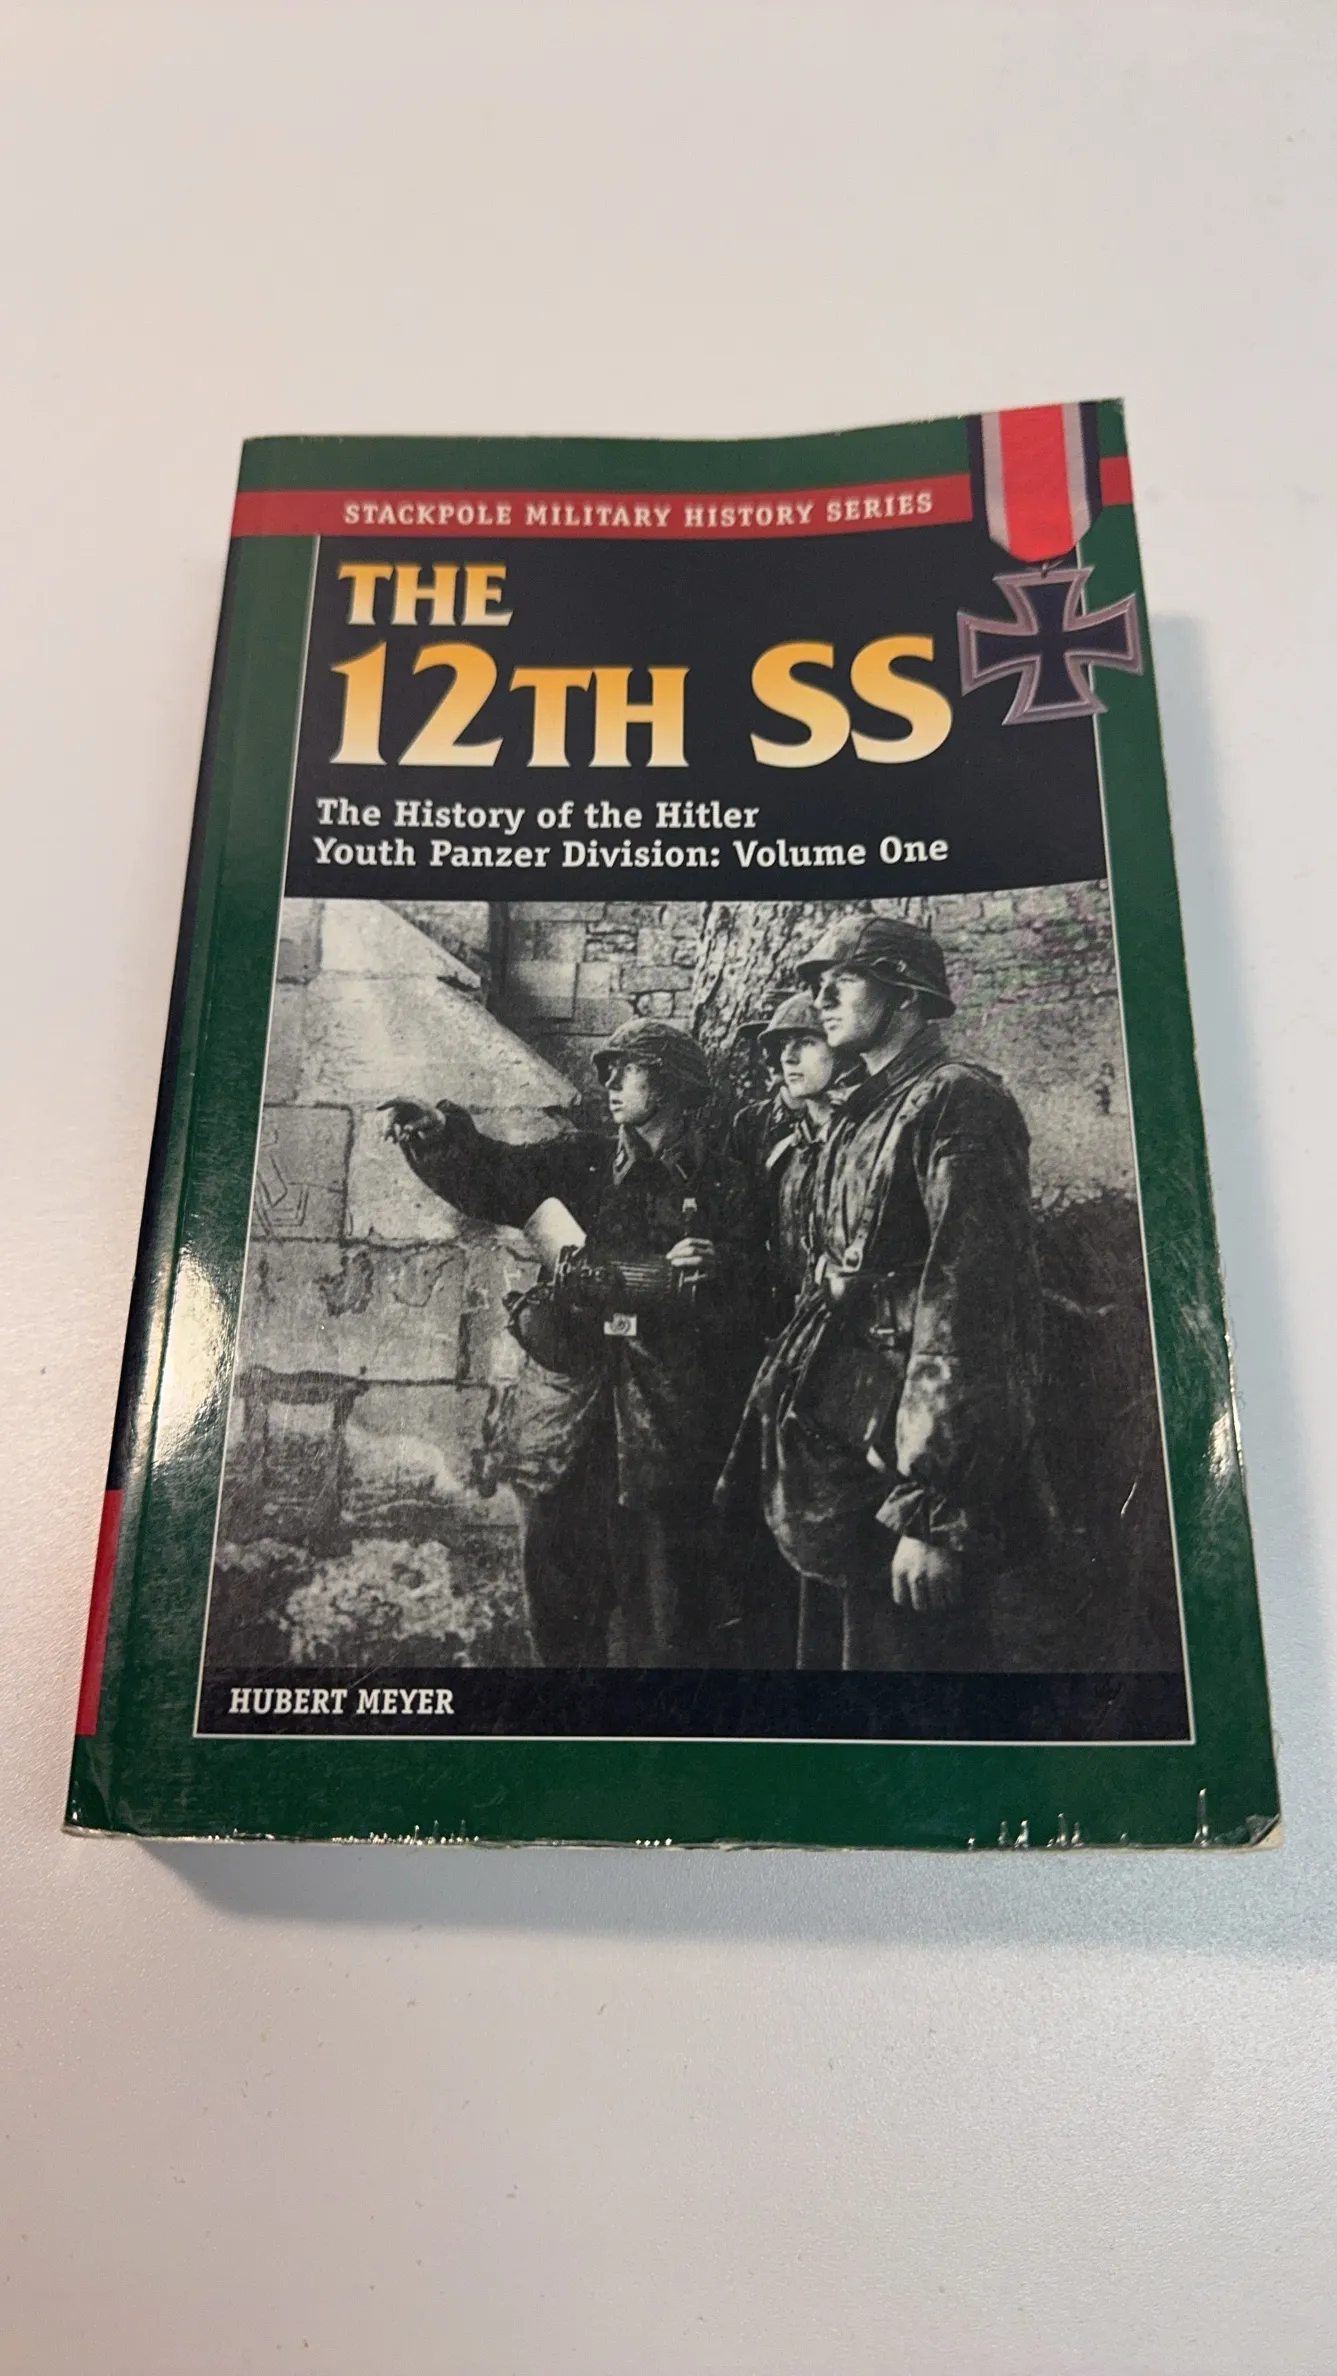 STACKPOLE MILITARY HISTORY SERIES
THE
12TH SS
The History of the Hitler
Youth Panzer Division: Volume One
HUBERT MEYER